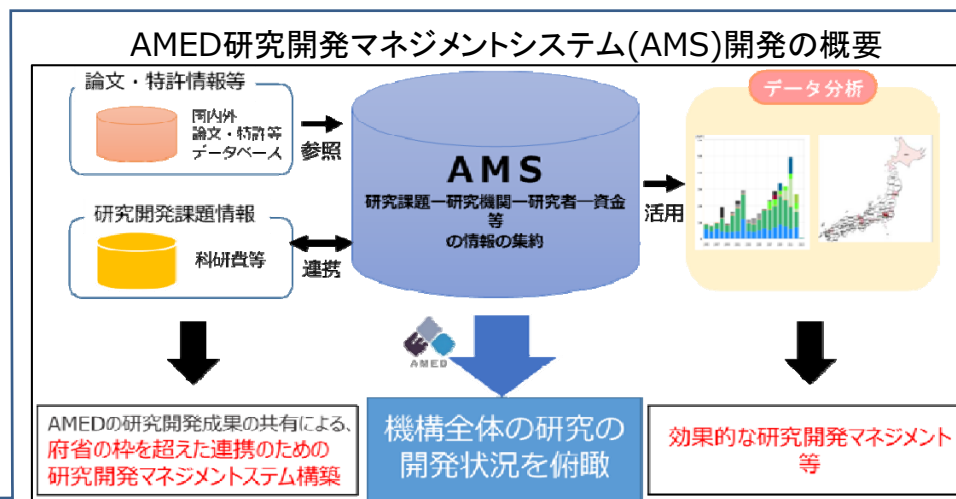 AMED研究開発マネジメントシステム(AMS)開発の概要
論文・特許情報等
国内外
論文・特許等
データベース
参照
研究開発課題情報
科研費等
連携
AMS
研究課題ー研究機関ー研究者ー資金
等
の情報の集約
活用
データ分析
AMED
AMEDの研究開発成果の共有による、
府省の枠を超えた連携のための
研究開発マネジメントステム構築
機構全体の研究の
開発状況を俯瞰
効果的な研究開発マネジメント
等